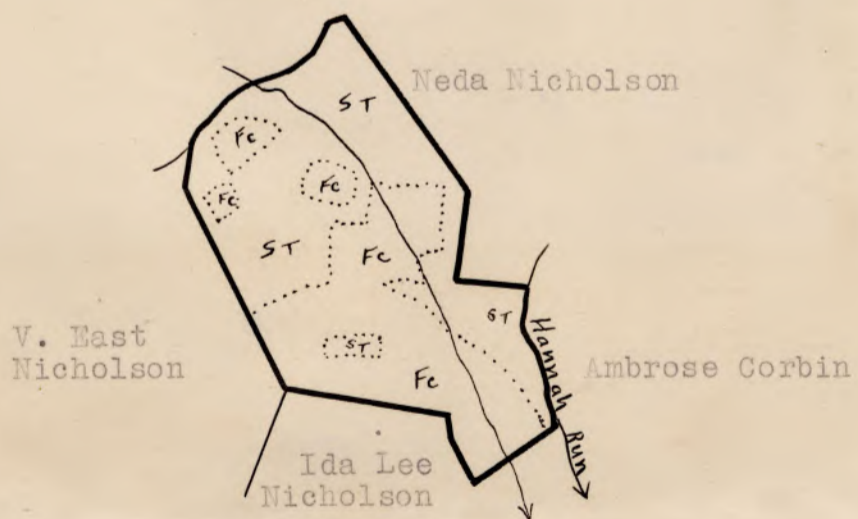 Neda Nicholson
ST
Fc
Fc
Fc
ST
Fc
V. East
Nicholson
ST
ST
Fc
Hannah Run
Ambrose Corbin
Ida Lee
Nicholson